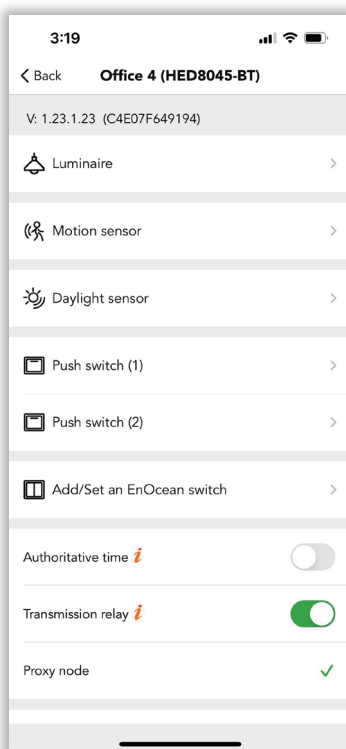 3:19
Back Office 4 (HED8045-BT)
V: 1.23.1.23 (C4E07F649194)
Luminaire
Motion sensor
Daylight sensor
Push switch (1)
Push switch (2)
Add/Set an EnOcean switch
Authoritative time i
Transmission relay i
Proxy node